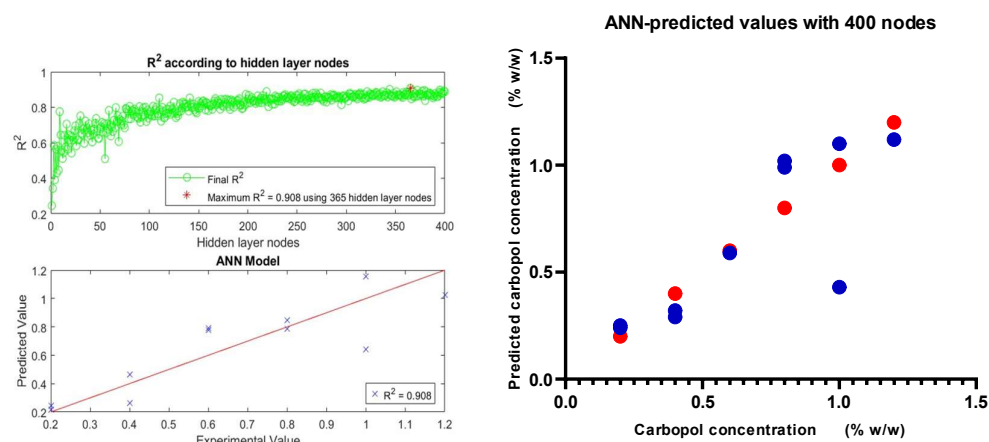 R² according to hidden layer nodes
1
0.8
0.6
0.4
0.2
R²
Final R²
Maximum R² = 0.908 using 365 hidden layer nodes
0 50 100 150 200 250 300 350 400
Hidden layer nodes
ANN Model
1.2
1
0.8
0.6
0.4
0.2
Predicted Value
R² = 0.908
0.2 0.3 0.4 0.5 0.6 0.7 0.8 0.9 1 1.1 1.2
Experimental Value
ANN-predicted values with 400 nodes
Predicted carbopol concentration (% w/w)
1.5
1.0
0.5
0.0
0.0 0.5 1.0 1.5
Carbopol concentration (% w/w)